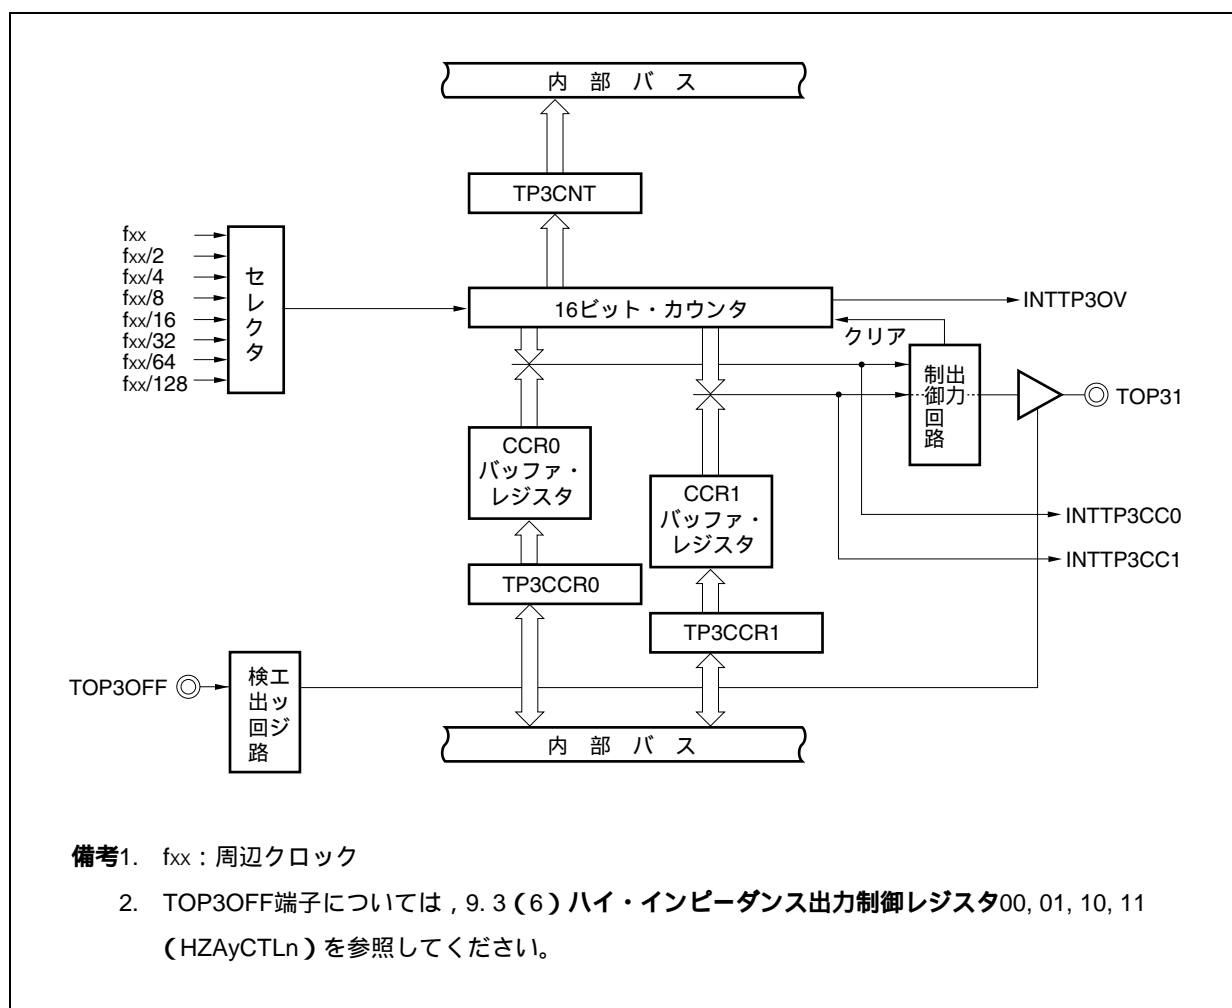 内 部 バ ス
TP3CNT
fxx
fxx/2
fxx/4
fxx/8
fxx/16
fxx/32
fxx/64
fxx/128
セレクタ
16ビット・カウンタ
INTTP3OV
クリア
出力
制御回路
TOP31
CCR0
バッファ・
レジスタ
CCR1
バッファ・
レジスタ
INTTP3CC0
INTTP3CC1
TP3CCR0
TP3CCR1
TOP3OFF
エッジ
検出回路
内 部 バ ス
備考1. fxx：周辺クロック
2. TOP3OFF端子については，9. 3（6）ハイ・インピーダンス出力制御レジスタ00, 01, 10, 11
（HZAyCTLn）を参照してください。